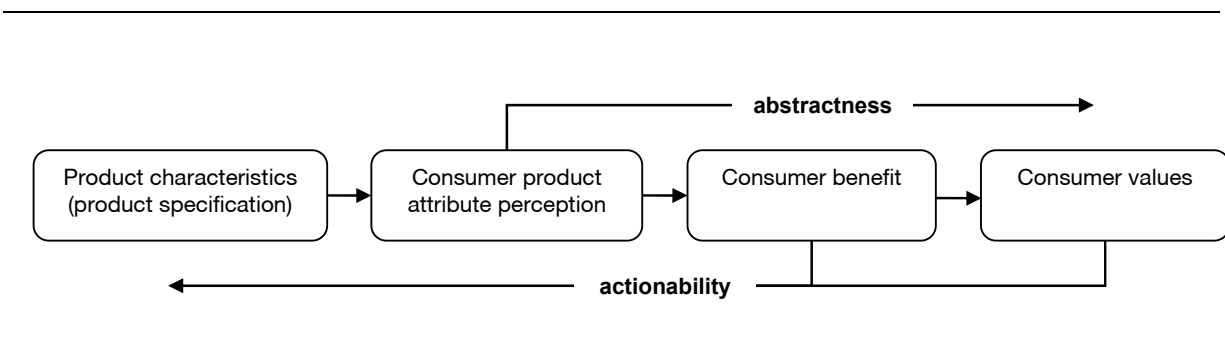 abstractness
Product characteristics
(product specification)
Consumer product
attribute perception
Consumer benefit
Consumer values
actionability